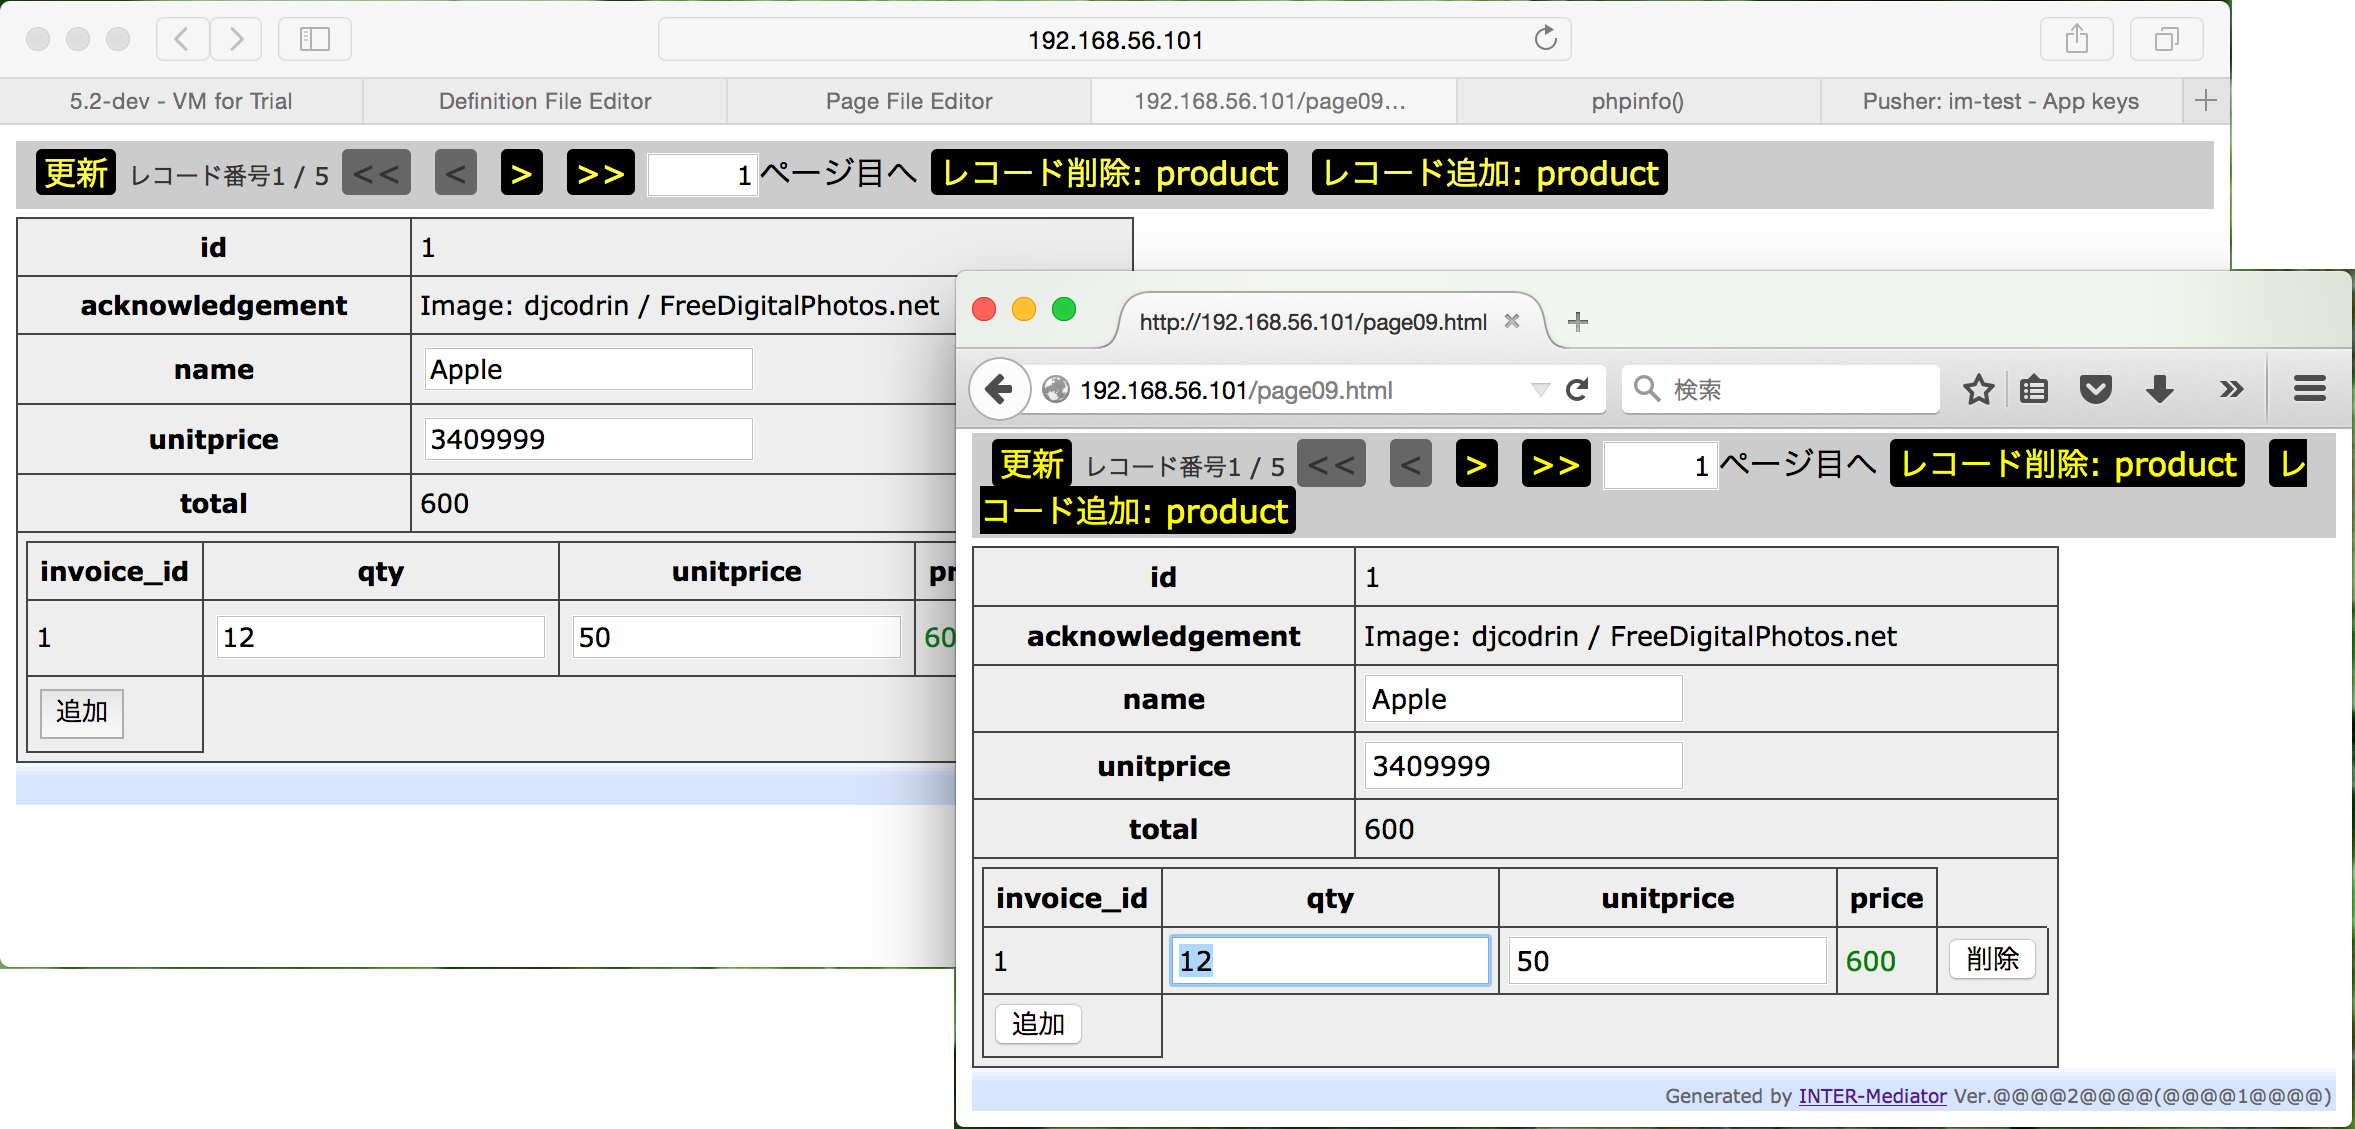 192.168.56.101
5.2-dev - VM for Trial
Definition File Editor
Page File Editor
192.168.56.101/page09...
phpinfo()
Pusher: im-test - App keys
更新 レコード番号1 / 5 << < > >> 1 ページ目へ レコード削除: product レコード追加: product
id 1
acknowledgement Image: djcodrin / FreeDigitalPhotos.net
name Apple
unitprice 3409999
total 600
invoice_id qty unitprice
1 12 50
追加
http://192.168.56.101/page09.html
192.168.56.101/page09.html 検索
更新 レコード番号1 / 5 << < > >> 1 ページ目へ レコード削除: product レ
コード追加: product
id 1
acknowledgement Image: djcodrin / FreeDigitalPhotos.net
name Apple
unitprice 3409999
total 600
invoice_id qty unitprice price
1 12 50 600 削除
追加
Generated by INTER-Mediator Ver.@@@@2@@@@(@@@@1@@@@)